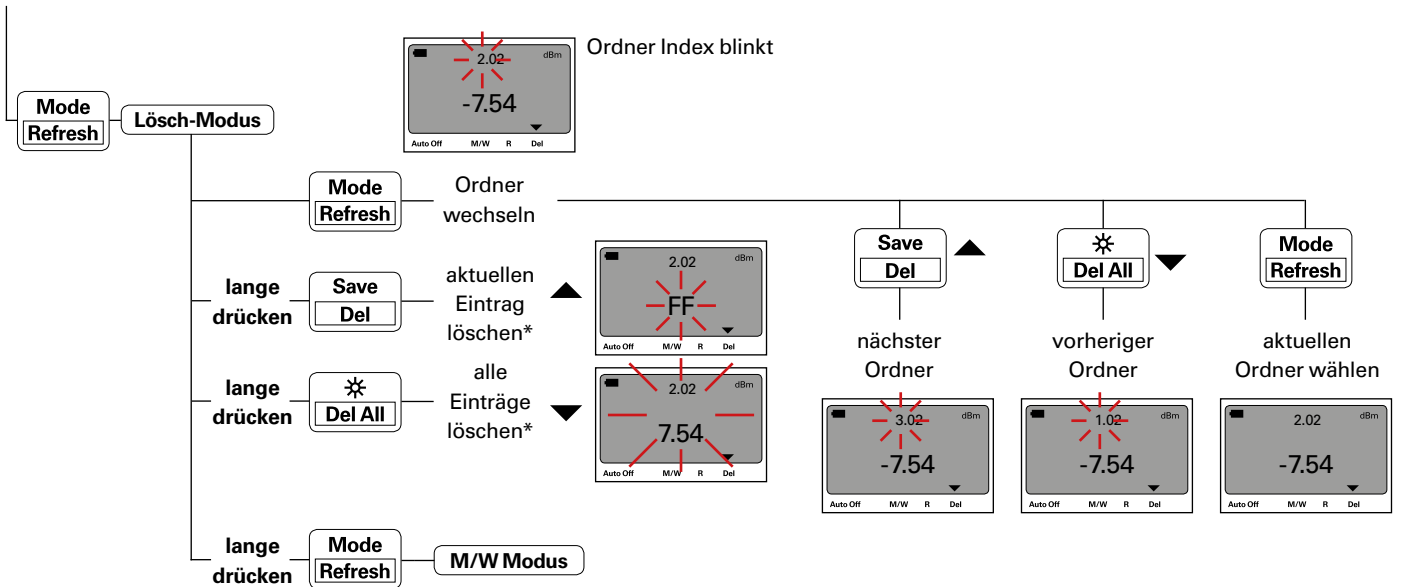 2.02 dBm
-7.54
Auto Off M/W R Del
Ordner Index blinkt
Mode
Refresh
Lösch-Modus
Mode
Refresh
Ordner
wechseln
Save
Del
nächster
Ordner
3.02 dBm
-7.54
Auto Off M/W R Del
Del All
vorheriger
Ordner
1.02 dBm
-7.54
Auto Off M/W R Del
Mode
Refresh
aktuellen
Ordner wählen
2.02 dBm
-7.54
Auto Off M/W R Del
lange
drücken
Save
Del
aktuellen
Eintrag
löschen*
2.02 dBm
FF
Auto Off M/W R Del
lange
drücken
Del All
alle
Einträge
löschen*
2.02 dBm
7.54
Auto Off M/W R Del
lange
drücken
Mode
Refresh
M/W Modus